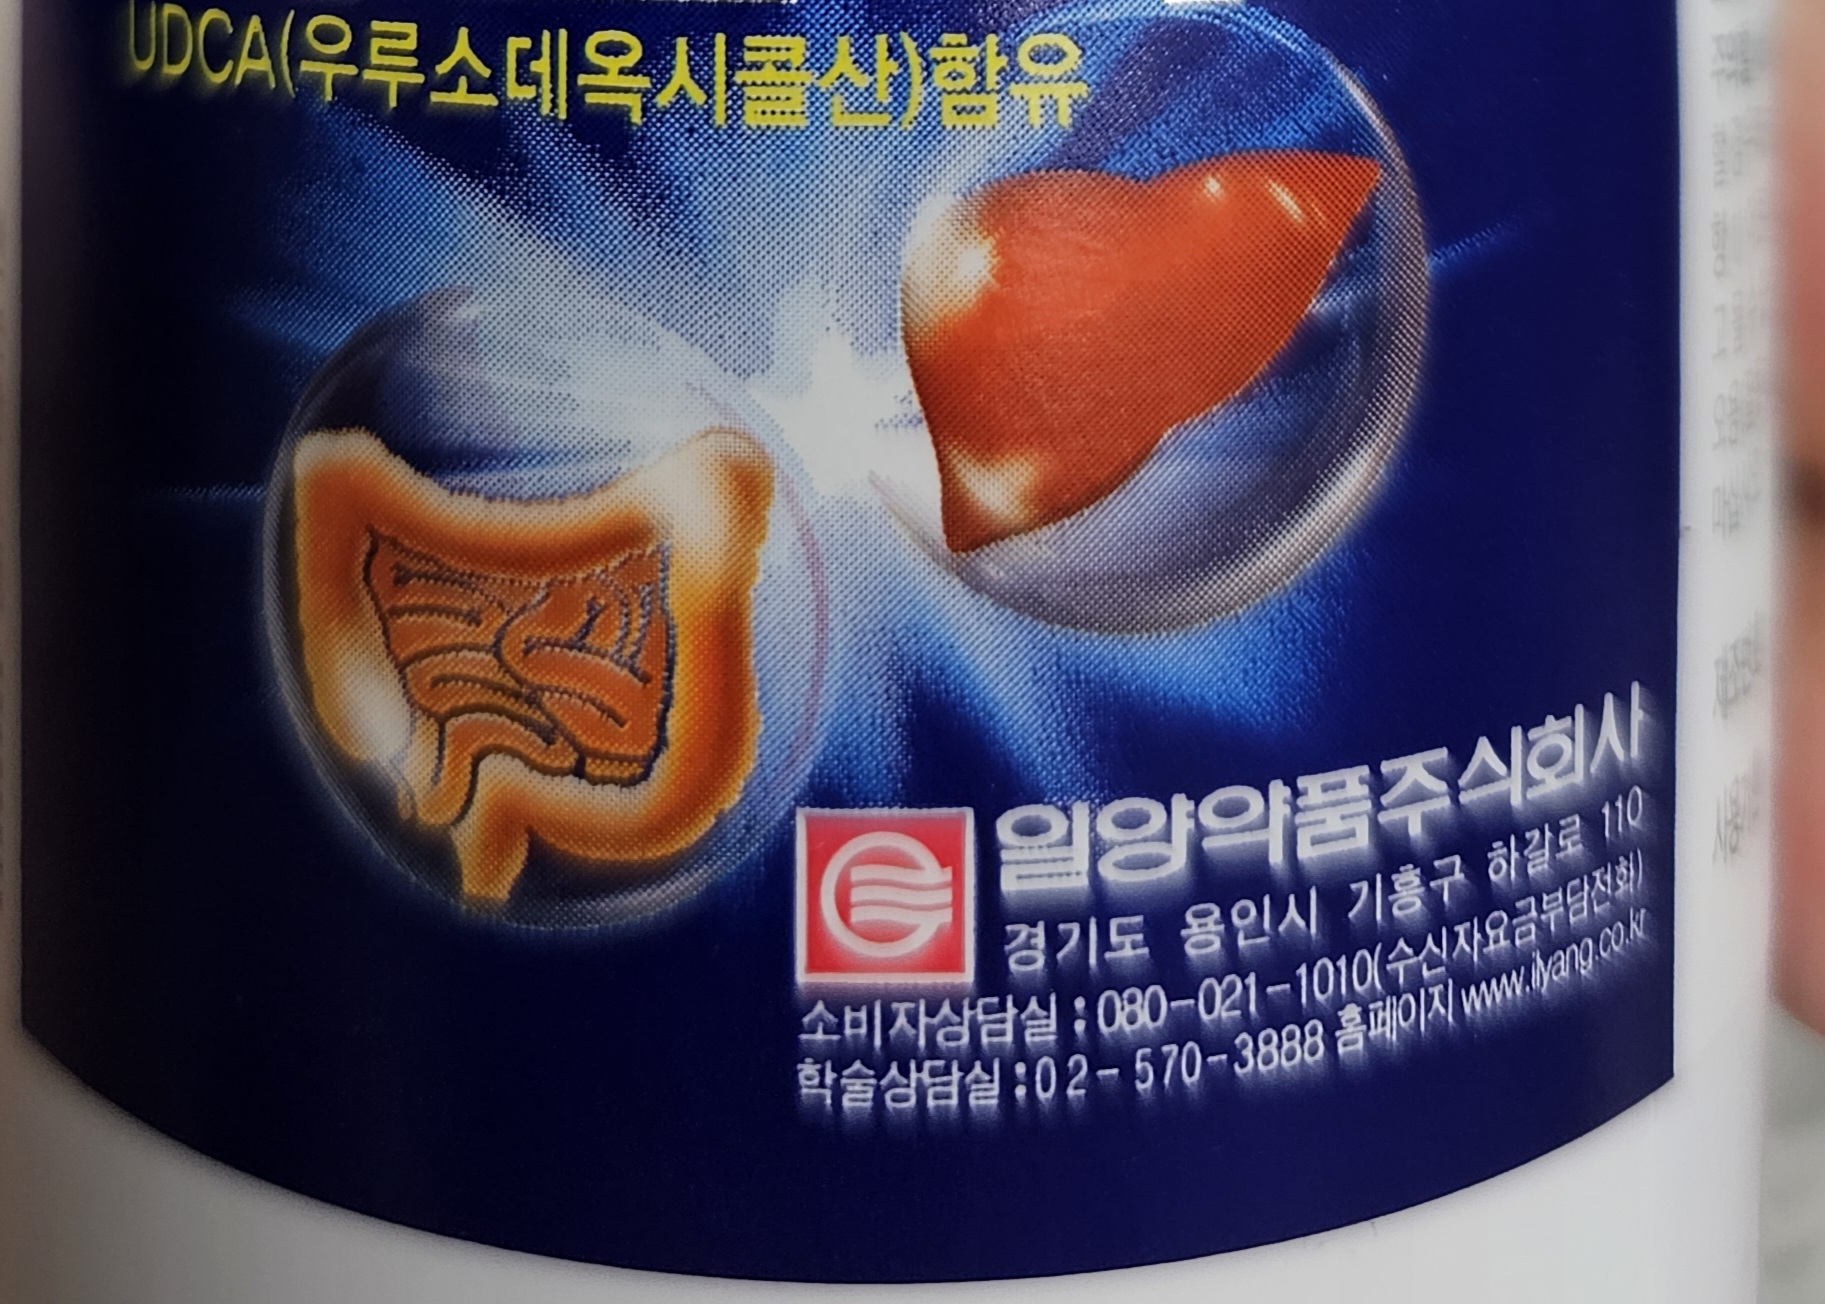 UDCA(우루소데옥시콜산)함유
일양약품주식회사
경기도 용인시 기흥구 하갈로 110
소비자상담실 : 080-021-1010(수신자요금부담전화)
학술상담실 : 02-570-3888 홈페이지 www.ilyang.co.kr